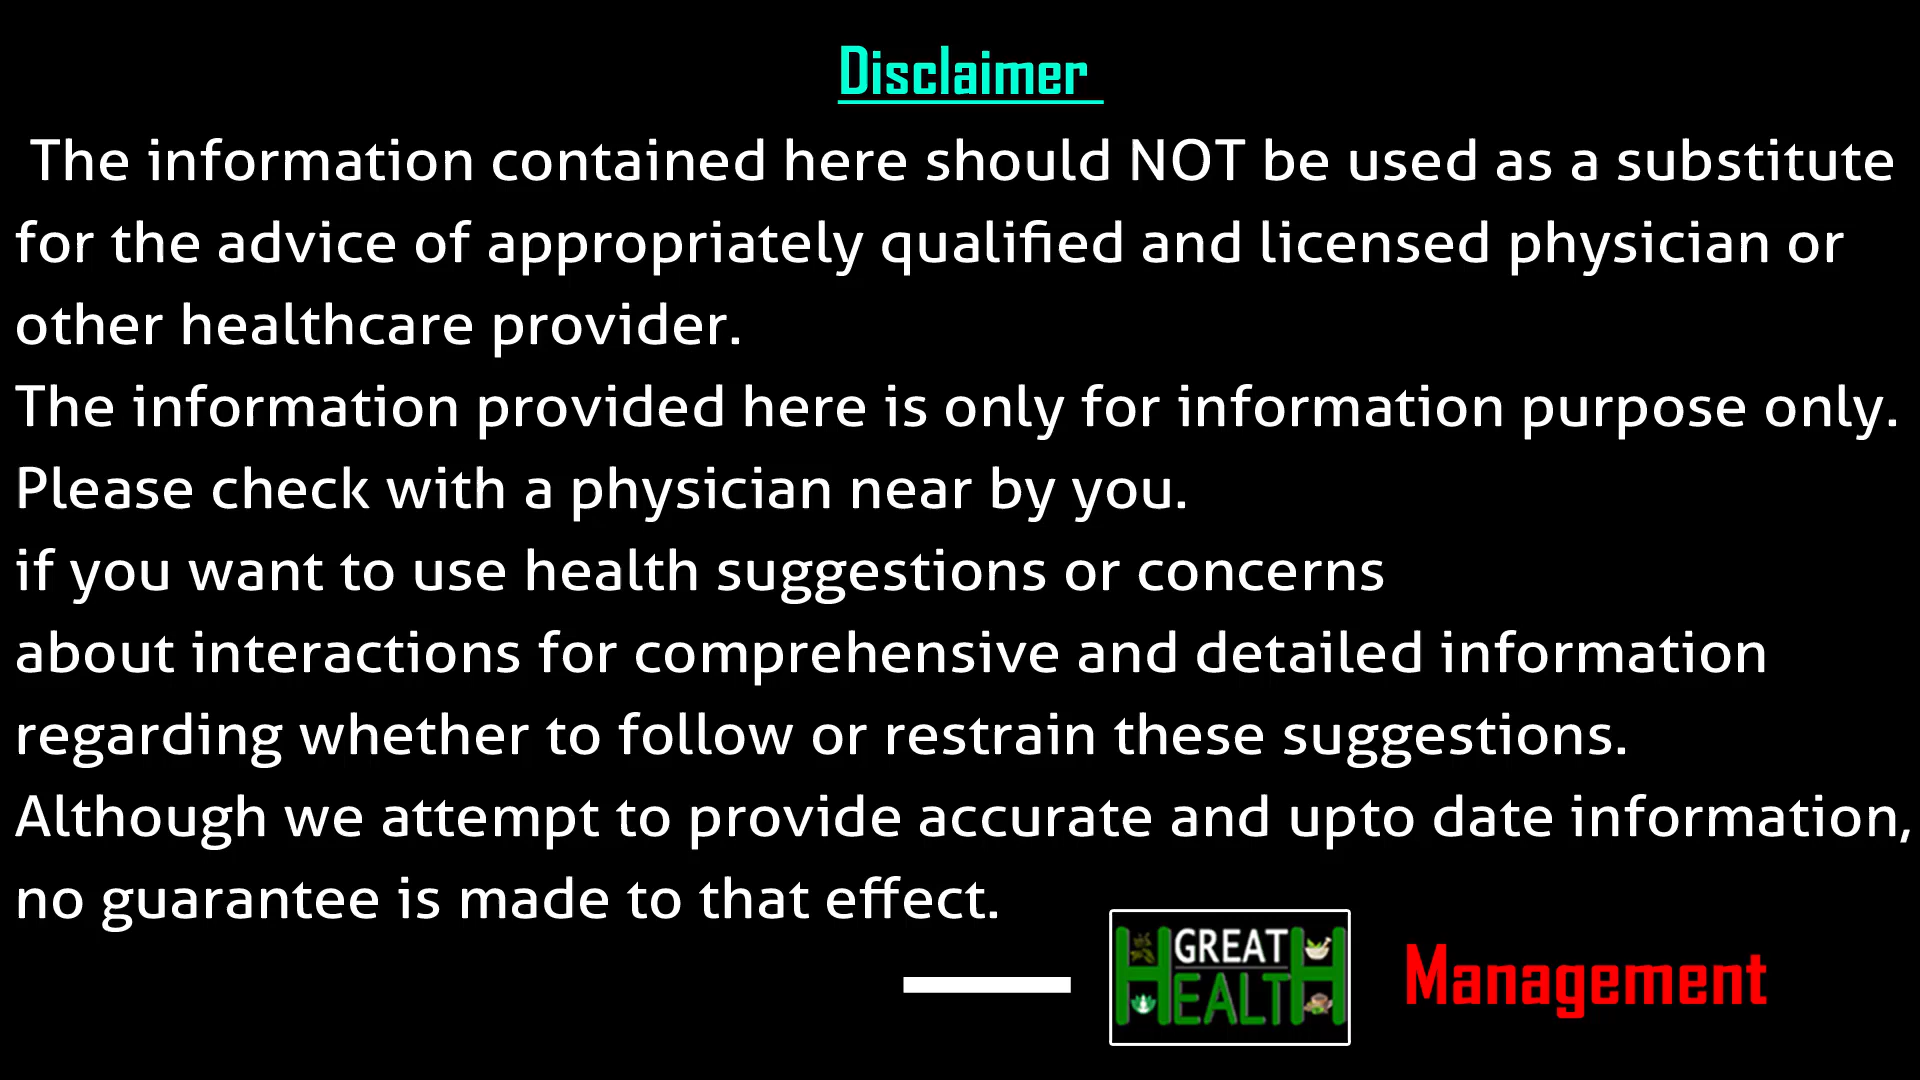 Disclaimer
The information contained here should NOT be used as a substitute
for the advice of appropriately qualified and licensed physician or
other healthcare provider.
The information provided here is only for information purpose only.
Please check with a physician near by you.
if you want to use health suggestions or concerns
about interactions for comprehensive and detailed information
regarding whether to follow or restrain these suggestions.
Although we attempt to provide accurate and upto date information,
no guarantee is made to that effect.
GREAT
HEALTH
Management